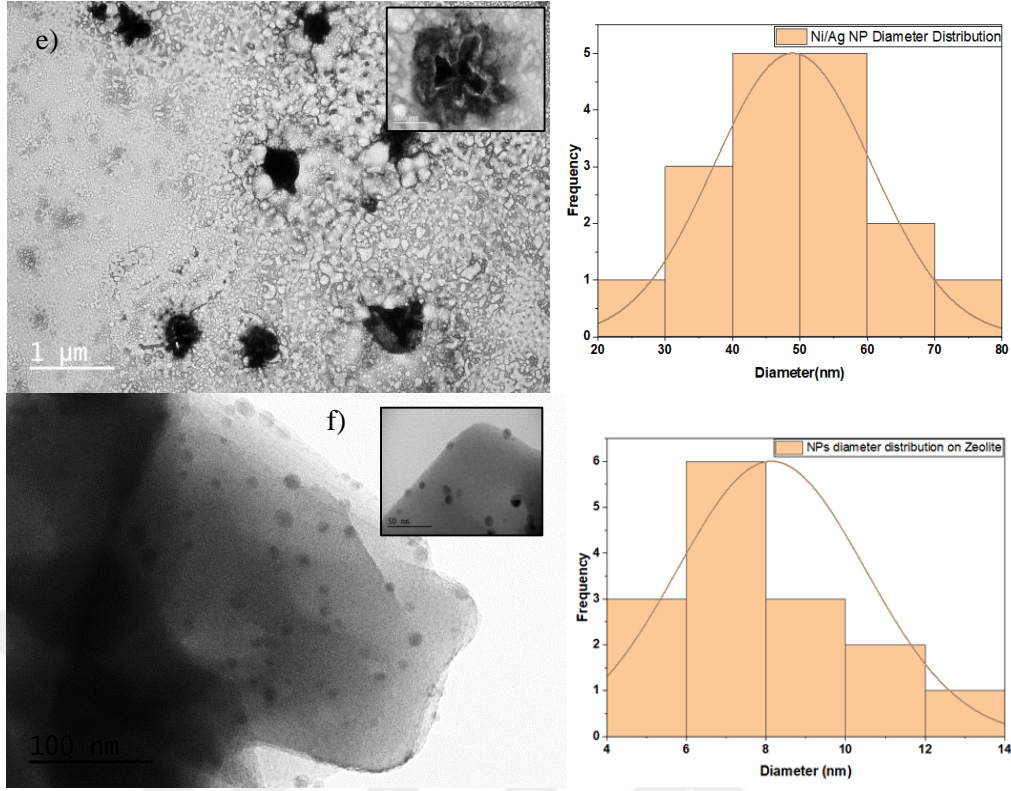 e)
1 µm
Ni/Ag NP Diameter Distribution
5
4
3
2
1
0
Frequency
20 30 40 50 60 70 80
Diameter(nm)
f)
50 nm
100 nm
NPs diameter distribution on Zeolite
6
5
4
3
2
1
Frequency
4 6 8 10 12 14
Diameter (nm)